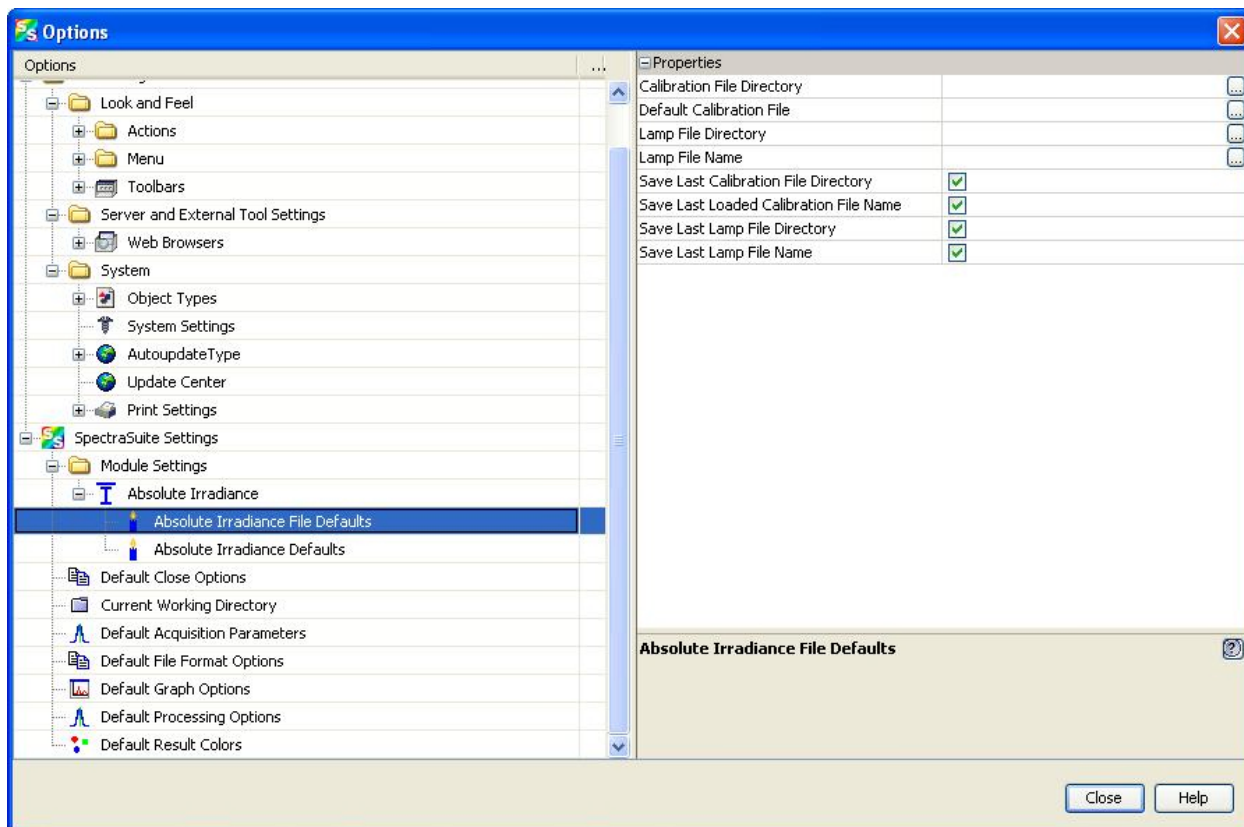 Options
Options ...
Look and Feel
Actions
Menu
Toolbars
Server and External Tool Settings
Web Browsers
System
Object Types
System Settings
AutoupdateType
Update Center
Print Settings
SpectraSuite Settings
Module Settings
Absolute Irradiance
Absolute Irradiance File Defaults
Absolute Irradiance Defaults
Default Close Options
Current Working Directory
Default Acquisition Parameters
Default File Format Options
Default Graph Options
Default Processing Options
Default Result Colors
Properties
Calibration File Directory ...
Default Calibration File ...
Lamp File Directory ...
Lamp File Name ...
Save Last Calibration File Directory
Save Last Loaded Calibration File Name
Save Last Lamp File Directory
Save Last Lamp File Name
Absolute Irradiance File Defaults ?
Close Help